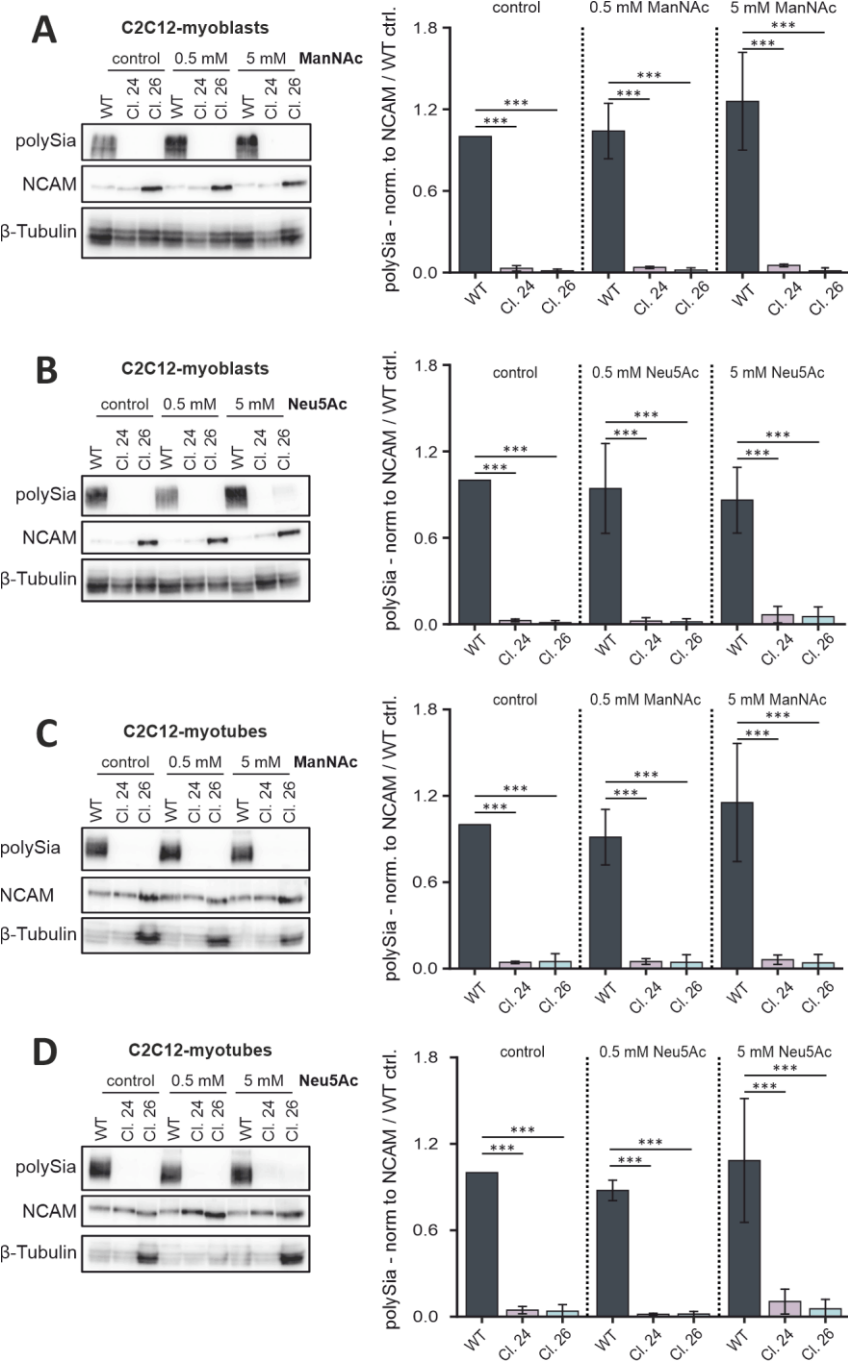 A
C2C12-myoblasts
control 0.5 mM 5 mM ManNAc
WT Cl. 24 Cl. 26 WT Cl. 24 Cl. 26 WT Cl. 24 Cl. 26
polySia
NCAM
β-Tubulin
polySia - norm. to NCAM / WT ctrl.
control 0.5 mM ManNAc 5 mM ManNAc
1.8
1.2
0.6
0.0
*** *** *** *** *** ***
WT Cl. 24 Cl. 26 WT Cl. 24 Cl. 26 WT Cl. 24 Cl. 26
B
C2C12-myoblasts
control 0.5 mM 5 mM Neu5Ac
WT Cl. 24 Cl. 26 WT Cl. 24 Cl. 26 WT Cl. 24 Cl. 26
polySia
NCAM
β-Tubulin
polySia - norm to NCAM / WT ctrl.
control 0.5 mM Neu5Ac 5 mM Neu5Ac
1.8
1.2
0.6
0.0
*** *** *** *** *** ***
WT Cl. 24 Cl. 26 WT Cl. 24 Cl. 26 WT Cl. 24 Cl. 26
C
C2C12-myotubes
control 0.5 mM 5 mM ManNAc
WT Cl. 24 Cl. 26 WT Cl. 24 Cl. 26 WT Cl. 24 Cl. 26
polySia
NCAM
β-Tubulin
polySia - norm to NCAM / WT ctrl.
control 0.5 mM ManNAc 5 mM ManNAc
1.8
1.2
0.6
0.0
*** *** *** *** *** ***
WT Cl. 24 Cl. 26 WT Cl. 24 Cl. 26 WT Cl. 24 Cl. 26
D
C2C12-myotubes
control 0.5 mM 5 mM Neu5Ac
WT Cl. 24 Cl. 26 WT Cl. 24 Cl. 26 WT Cl. 24 Cl. 26
polySia
NCAM
β-Tubulin
polySia - norm to NCAM / WT ctrl.
control 0.5 mM Neu5Ac 5 mM Neu5Ac
1.8
1.2
0.6
0.0
*** *** *** *** *** ***
WT Cl. 24 Cl. 26 WT Cl. 24 Cl. 26 WT Cl. 24 Cl. 26